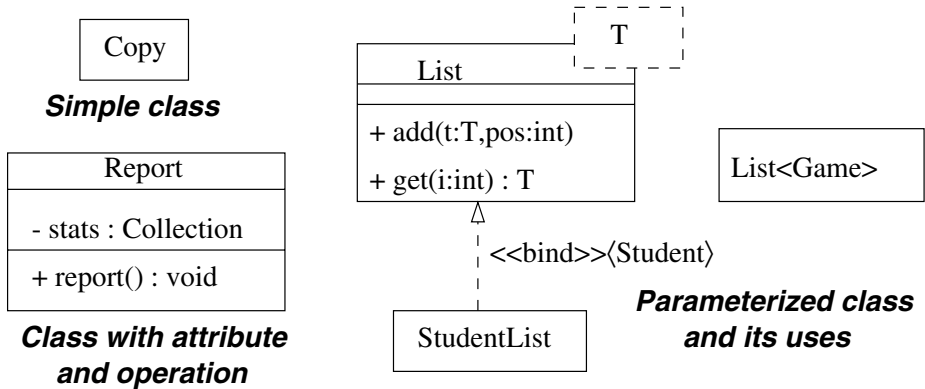 Copy
Simple class
Report
- stats : Collection
+ report() : void
Class with attribute
and operation
T
List
+ add(t:T,pos:int)
+ get(i:int) : T
<<bind>>⟨Student⟩
StudentList
List<Game>
Parameterized class
and its uses